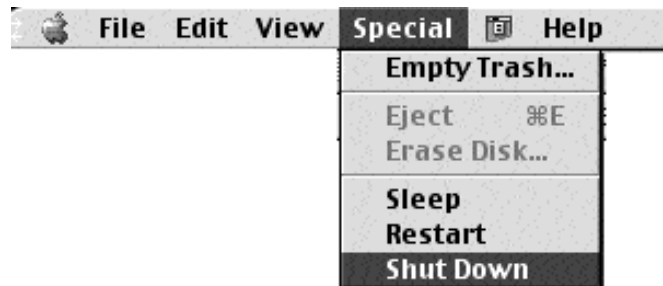 File Edit View Special Help
Empty Trash...
Eject ⌘E
Erase Disk...
Sleep
Restart
Shut Down